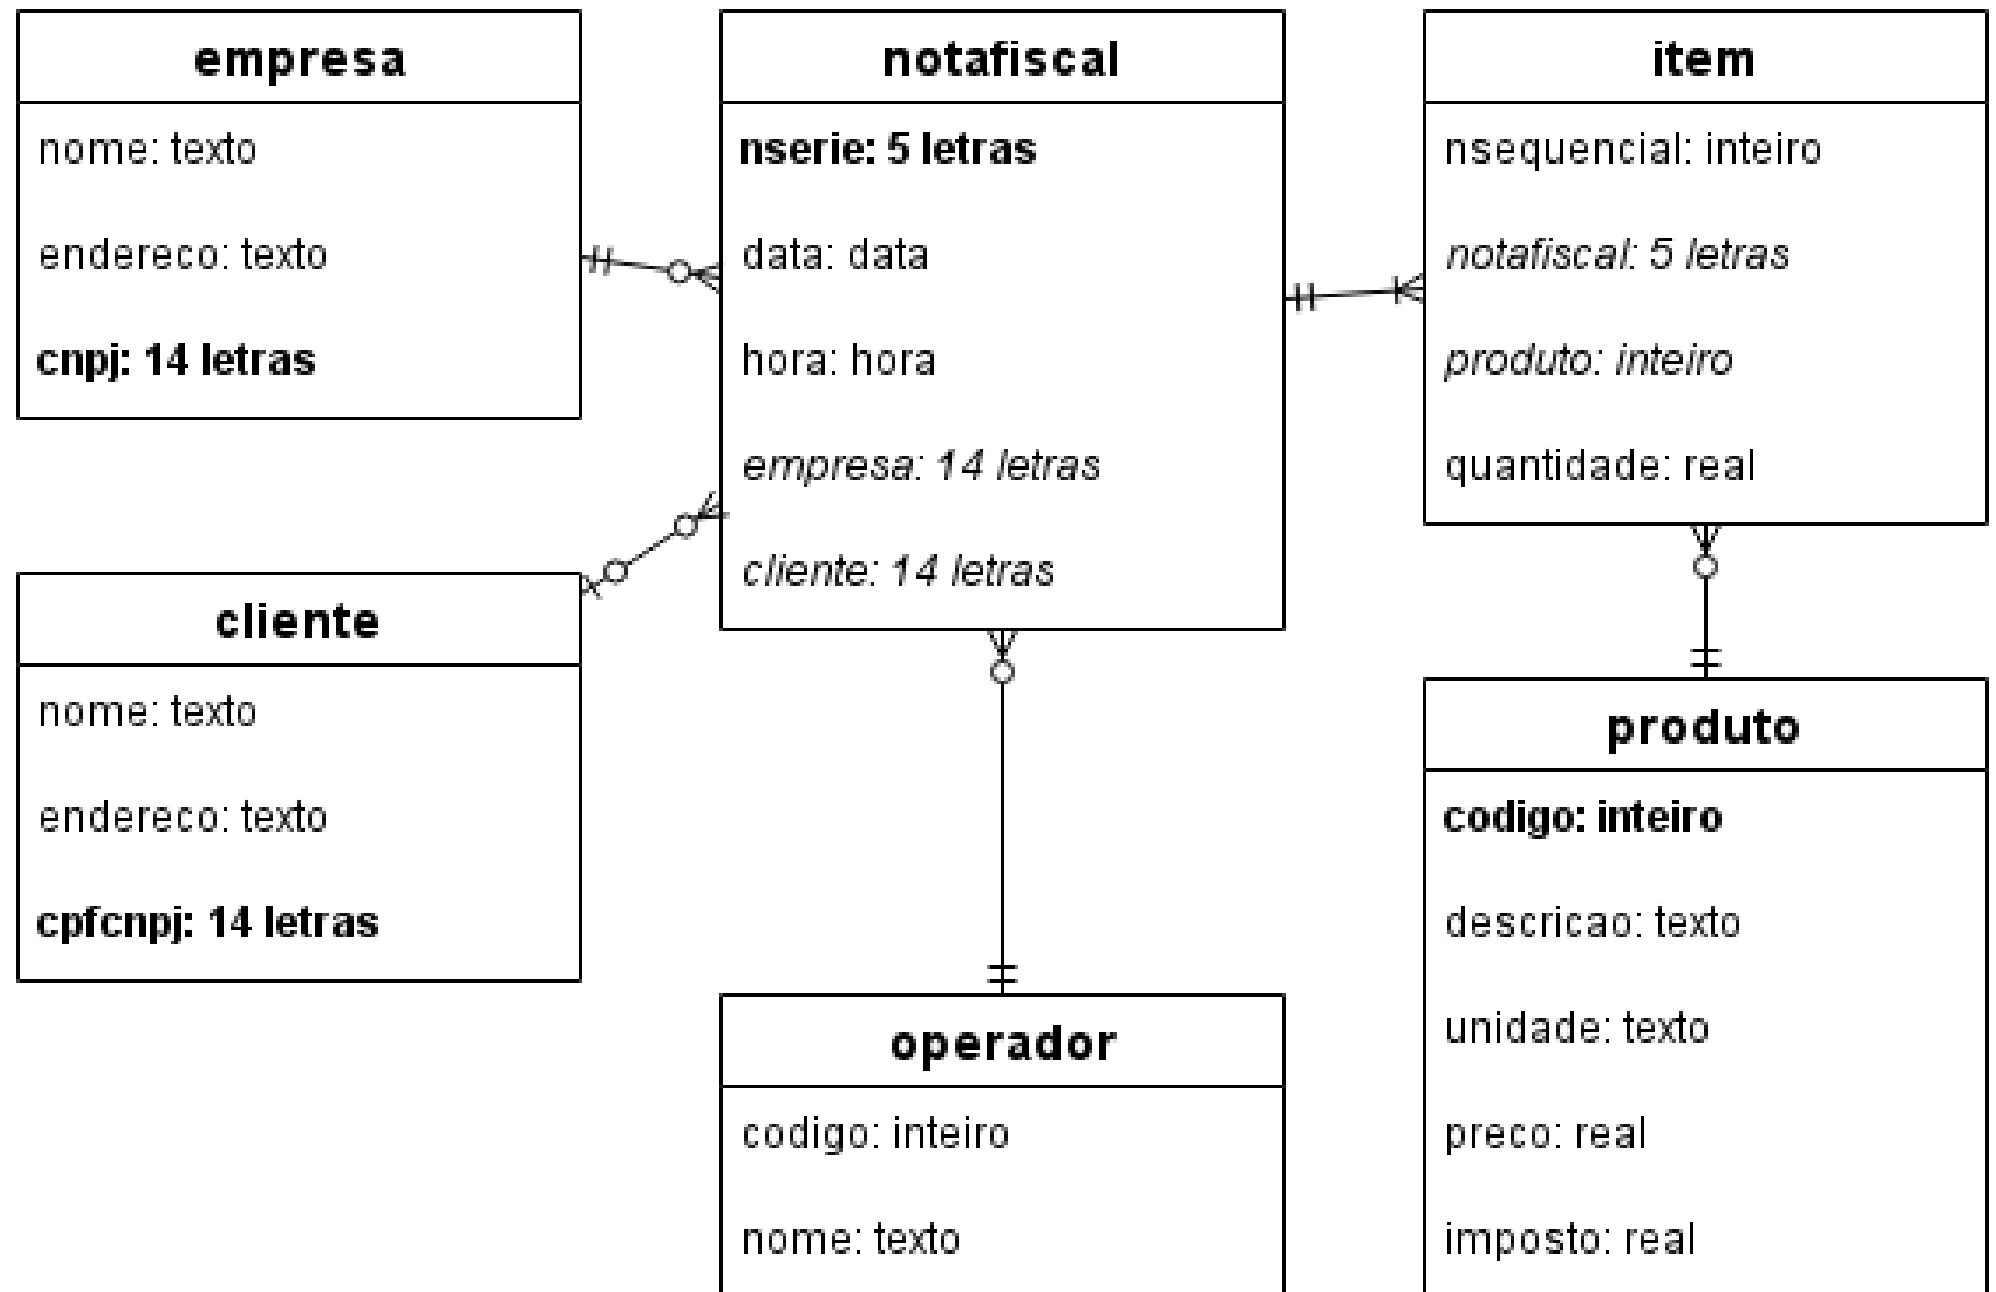 empresa
nome: texto
endereco: texto
cnpj: 14 letras
notafiscal
nserie: 5 letras
data: data
hora: hora
empresa: 14 letras
cliente: 14 letras
item
nsequencial: inteiro
notafiscal: 5 letras
produto: inteiro
quantidade: real
cliente
nome: texto
endereco: texto
cpfcnpj: 14 letras
operador
codigo: inteiro
nome: texto
produto
codigo: inteiro
descricao: texto
unidade: texto
preco: real
imposto: real